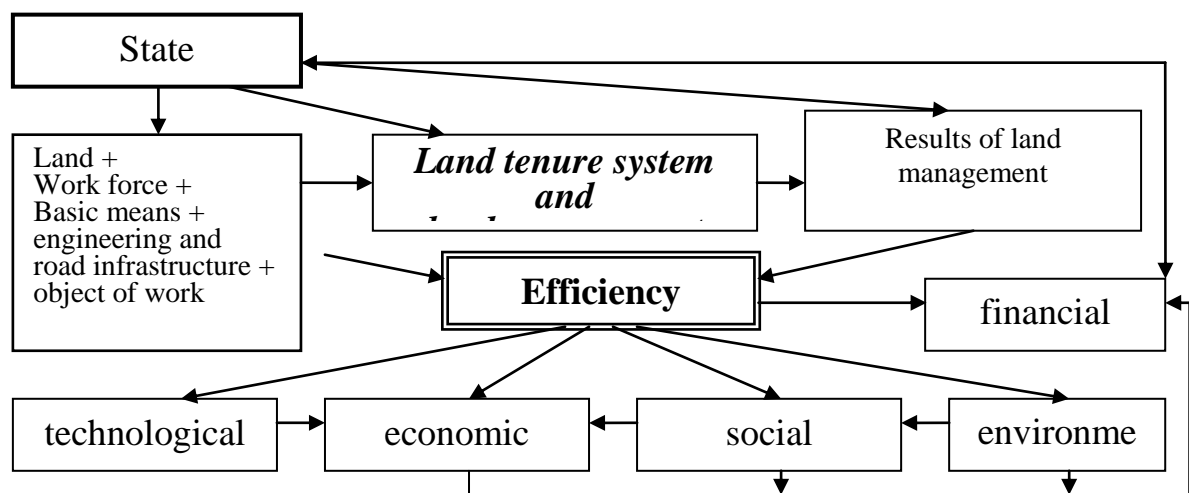 State
Land +
Work force +
Basic means +
engineering and
road infrastructure +
object of work
Land tenure system
and
Results of land
management
Efficiency
financial
technological
economic
social
environme